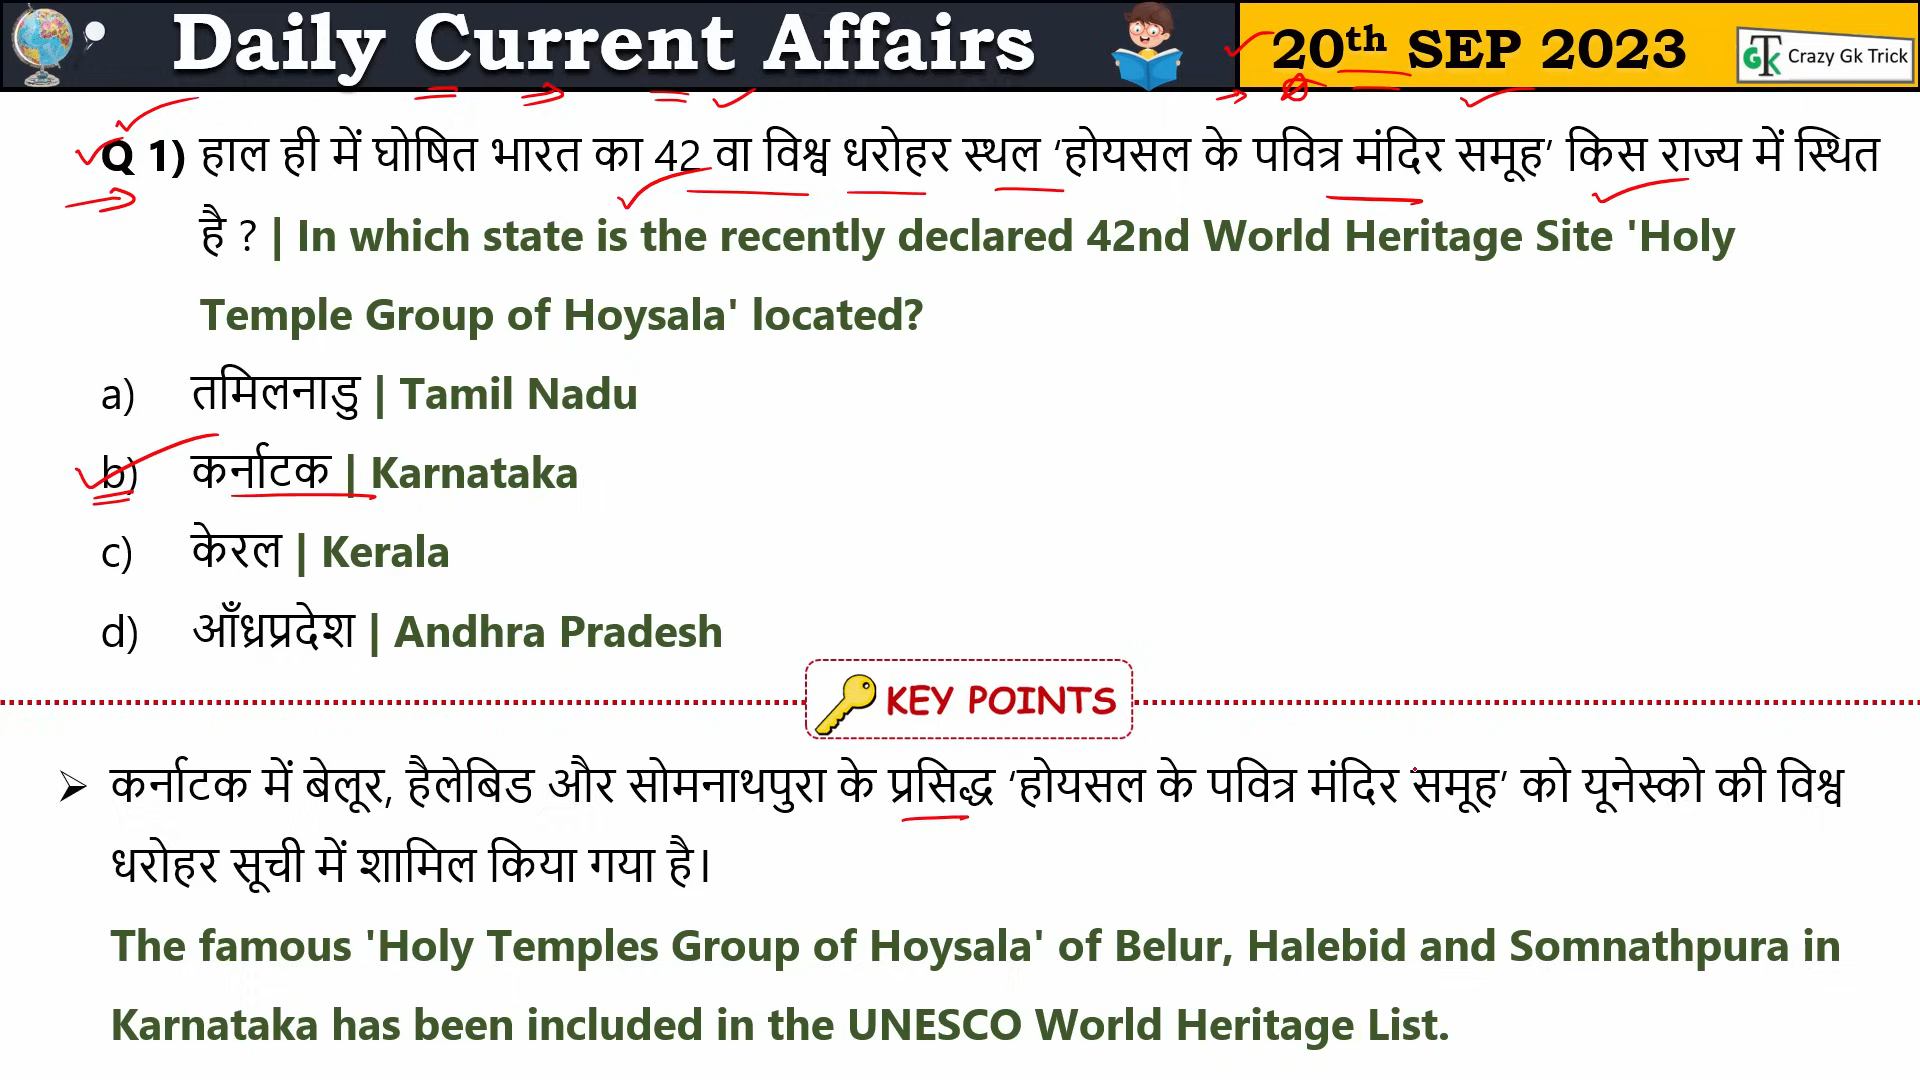 Daily Current Affairs
20th SEP 2023
GTK Crazy Gk Trick
Q 1) हाल ही में घोषित भारत का 42 वा विश्व धरोहर स्थल ‘होयसल के पवित्र मंदिर समूह’ किस राज्य में स्थित
है ? | In which state is the recently declared 42nd World Heritage Site 'Holy
Temple Group of Hoysala' located?
a) तमिलनाडु | Tamil Nadu
b) कर्नाटक | Karnataka
c) केरल | Kerala
d) आँध्रप्रदेश | Andhra Pradesh
KEY POINTS
➢ कर्नाटक में बेलूर, हैलेबिड और सोमनाथपुरा के प्रसिद्ध ‘होयसल के पवित्र मंदिर समूह’ को यूनेस्को की विश्व
धरोहर सूची में शामिल किया गया है।
The famous 'Holy Temples Group of Hoysala' of Belur, Halebid and Somnathpura in
Karnataka has been included in the UNESCO World Heritage List.